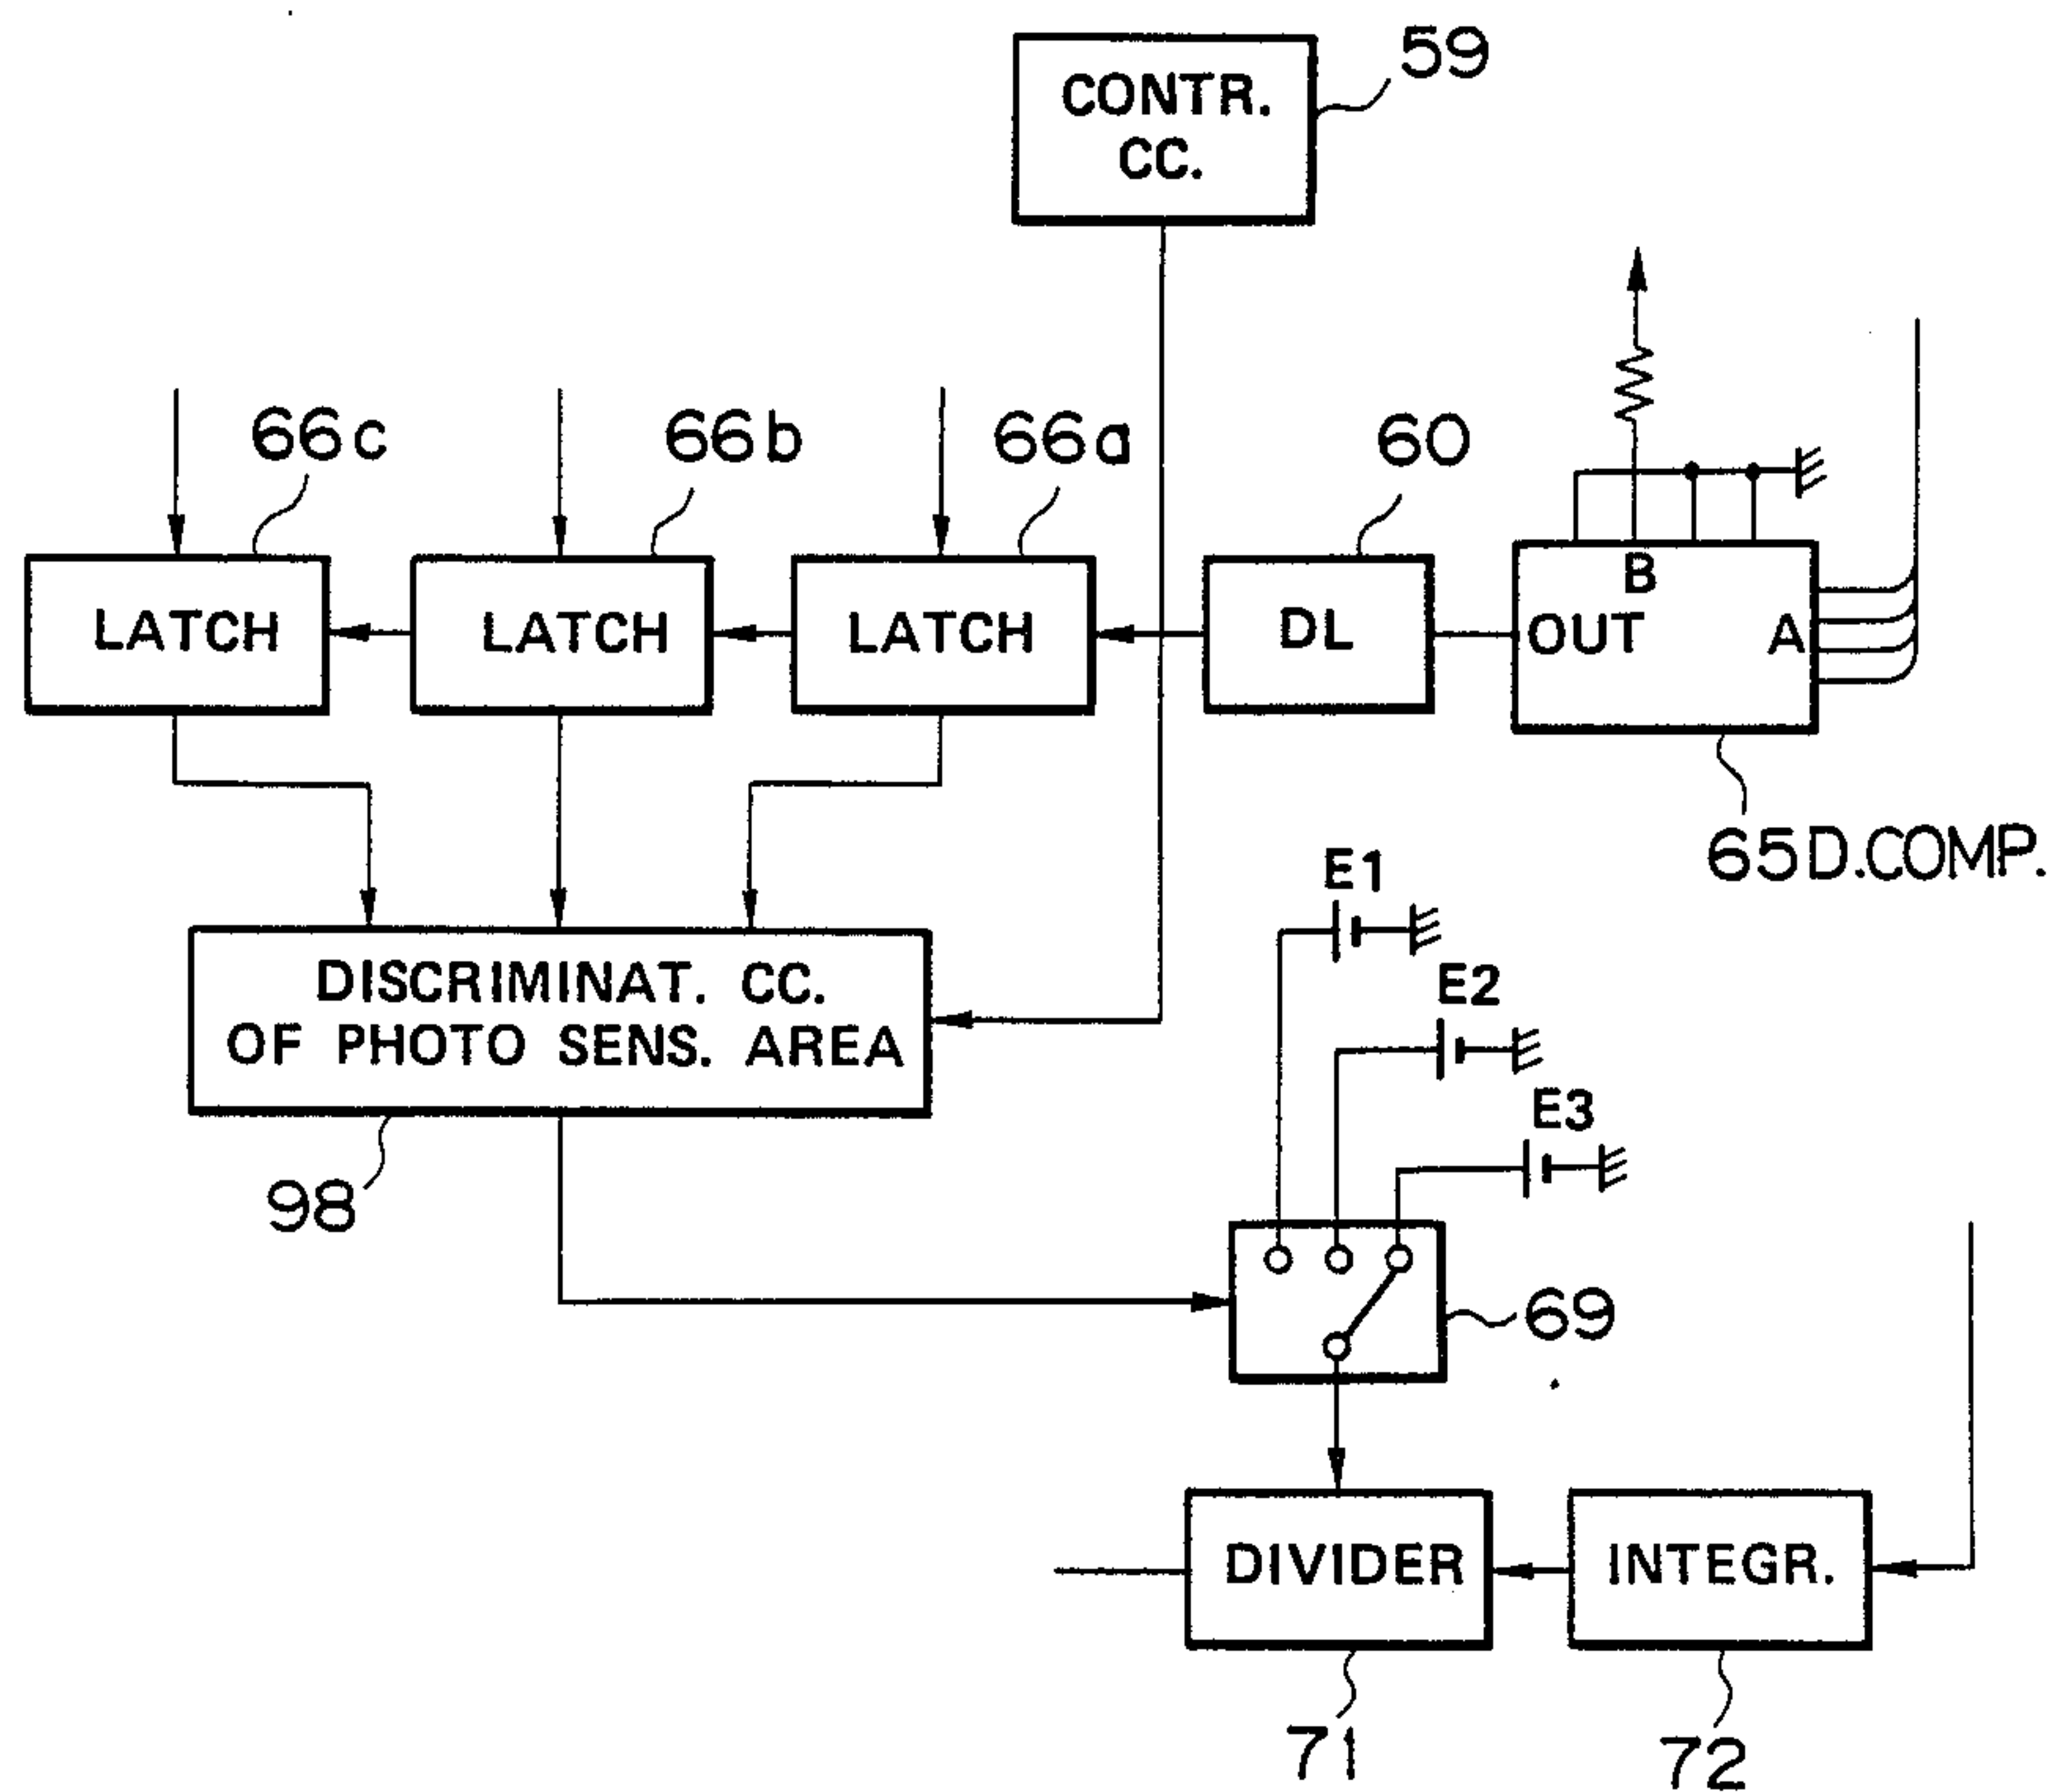 CONTR.
CC.
59
66c
66b
66a
60
LATCH
LATCH
LATCH
DL
B
OUT
A
65D.COMP.
E1
E2
E3
DISCRIMINAT. CC.
OF PHOTO SENS. AREA
98
69
DIVIDER
INTEGR.
71
72